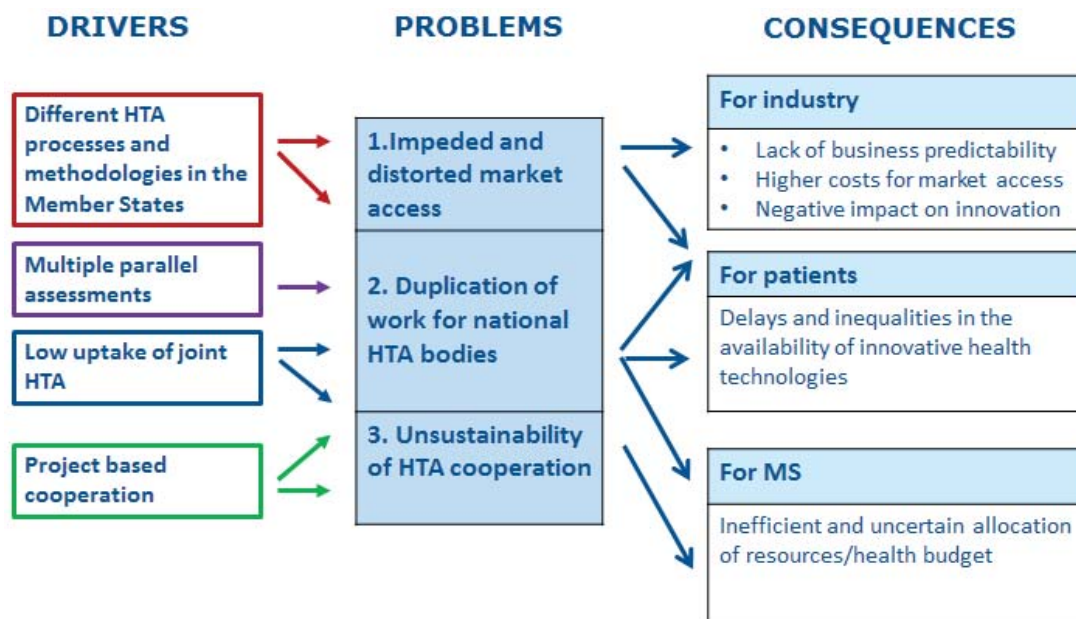 DRIVERS
PROBLEMS
CONSEQUENCES
Different HTA
processes and
methodologies in the
Member States
Multiple parallel
assessments
Low uptake of joint
HTA
Project based
cooperation
1.Impeded and
distorted market
access
2. Duplication of
work for national
HTA bodies
3. Unsustainability
of HTA cooperation
For industry
• Lack of business predictability
• Higher costs for market access
• Negative impact on innovation
For patients
Delays and inequalities in the
availability of innovative health
technologies
For MS
Inefficient and uncertain allocation
of resources/health budget